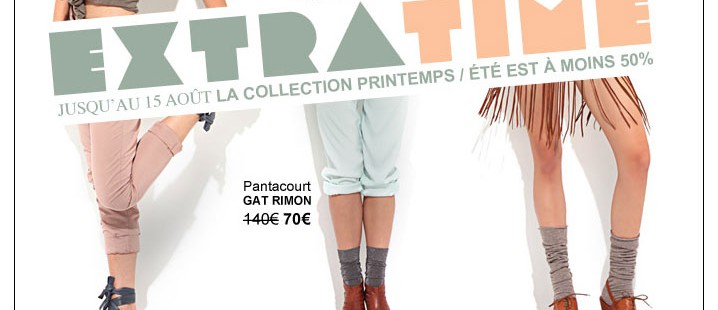 EXTRATIME
JUSQU'AU 15 AOÛT LA COLLECTION PRINTEMPS / ÉTÉ EST À MOINS 50%
Pantacourt
GAT RIMON
140€ 70€